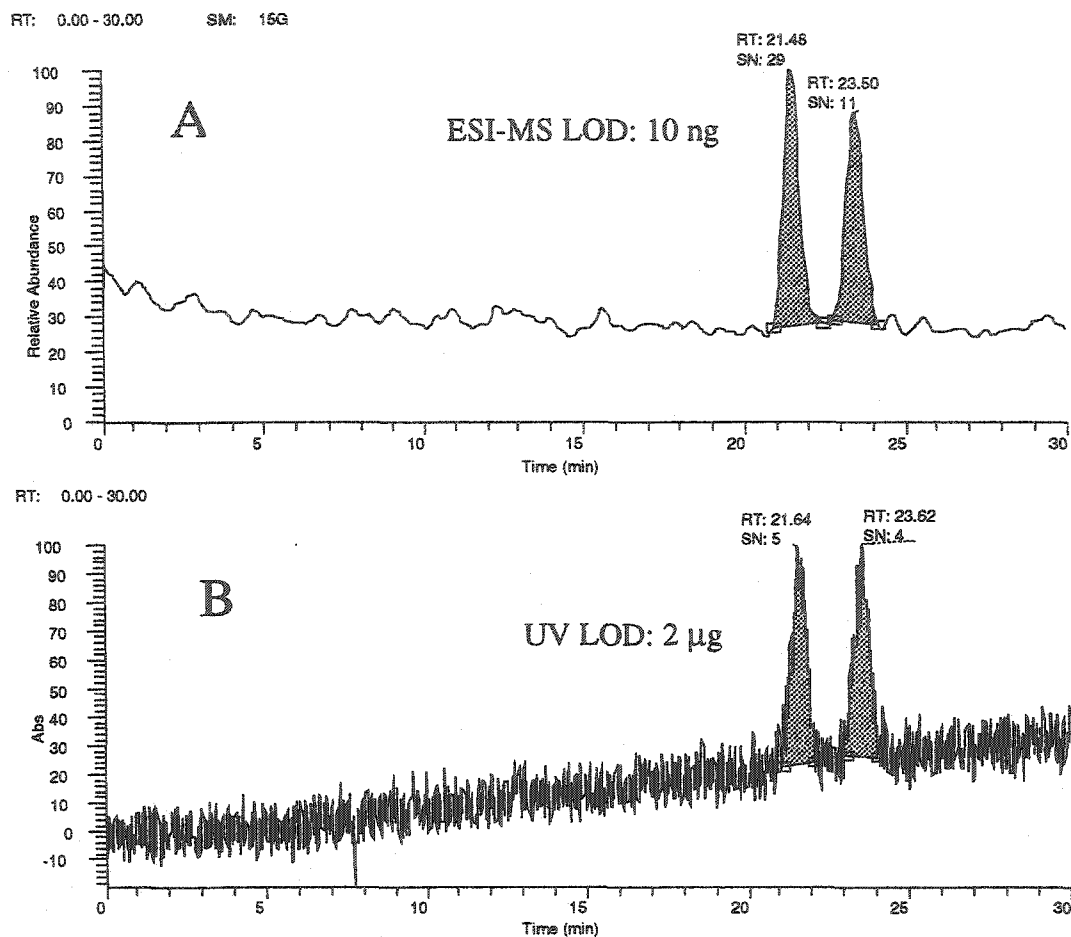 RT: 0.00 - 30.00 SM: 15G
RT: 21.48
SN: 29
RT: 23.50
SN: 11
A
ESI-MS LOD: 10 ng
Relative Abundance
100
90
80
70
60
50
40
30
20
10
0
0 5 10 15 20 25 30
Time (min)
RT: 0.00 - 30.00
RT: 21.64
SN: 5
RT: 23.62
SN: 4
B
UV LOD: 2 µg
Abs
100
90
80
70
60
50
40
30
20
10
0
-10
0 5 10 15 20 25 30
Time (min)